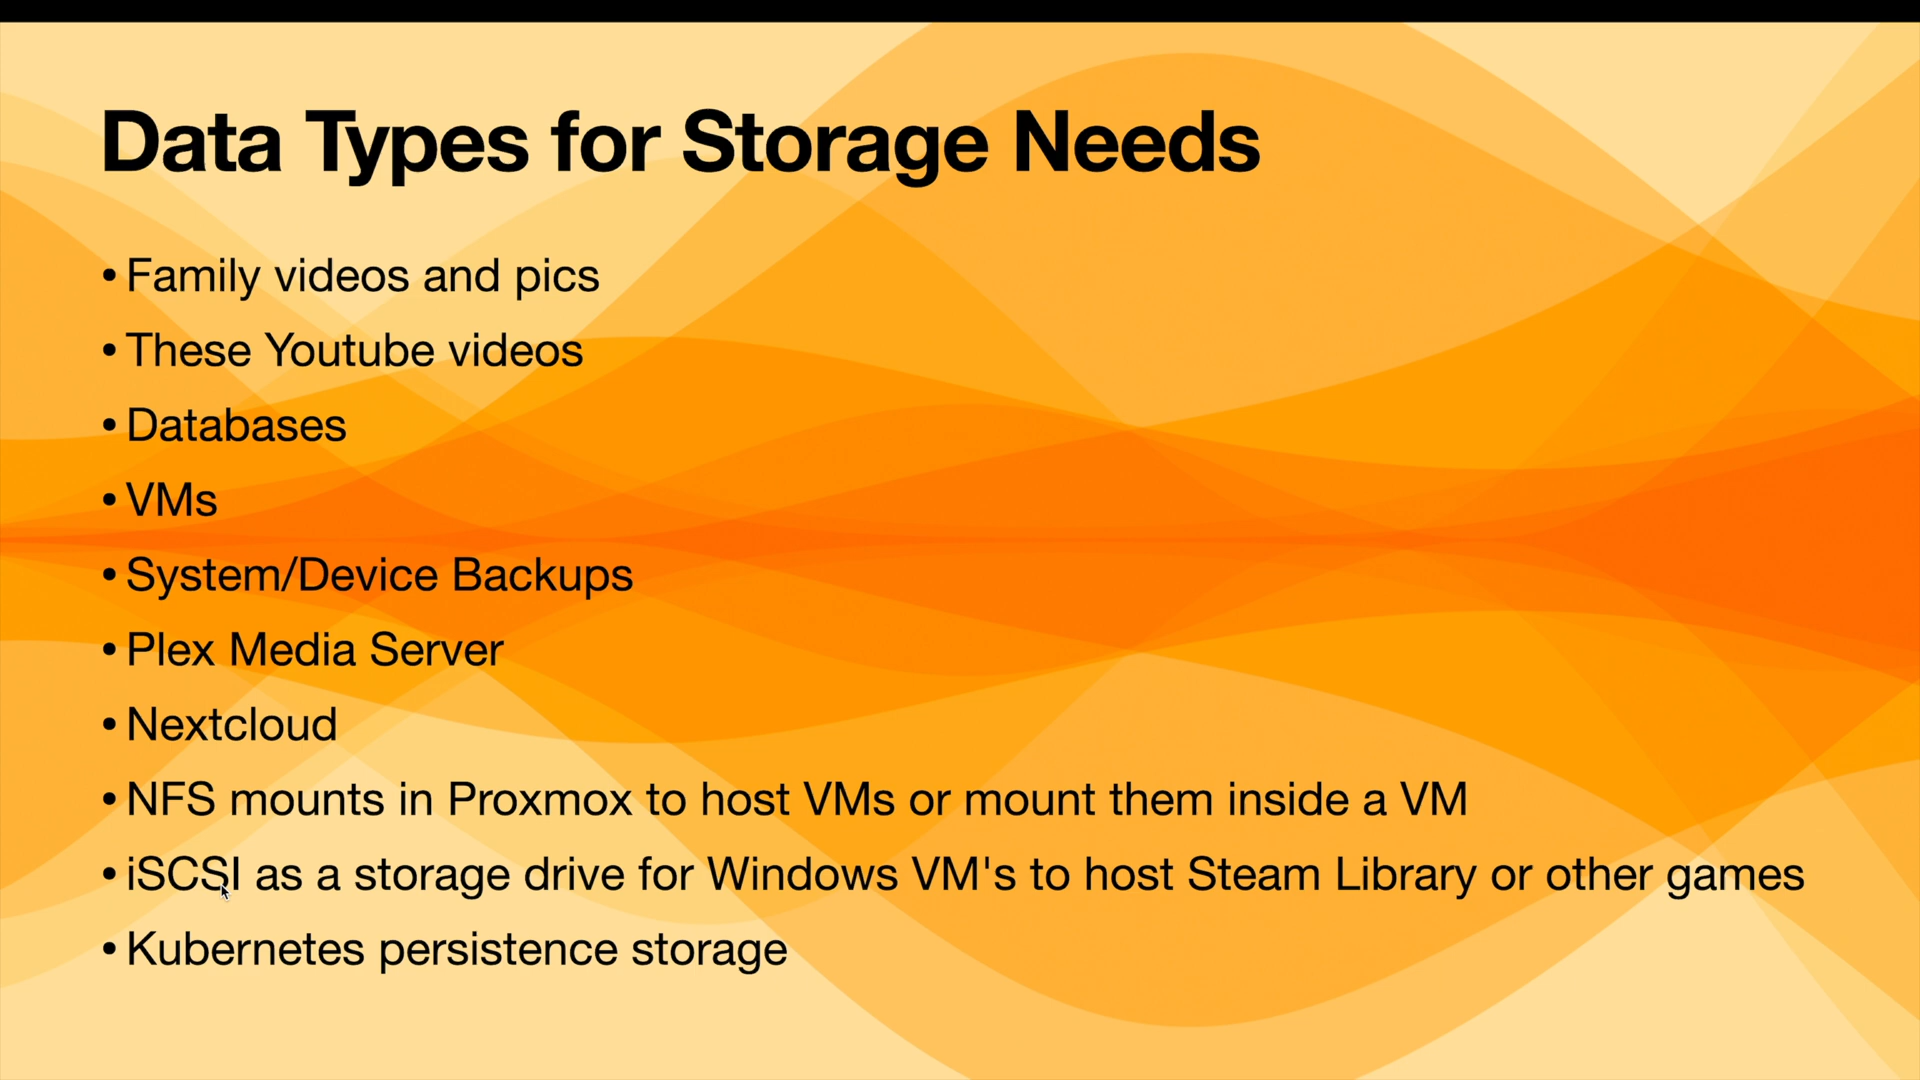 Data Types for Storage Needs
• Family videos and pics
• These Youtube videos
• Databases
• VMs
• System/Device Backups
• Plex Media Server
• Nextcloud
• NFS mounts in Proxmox to host VMs or mount them inside a VM
• iSCSI as a storage drive for Windows VM's to host Steam Library or other games
• Kubernetes persistence storage